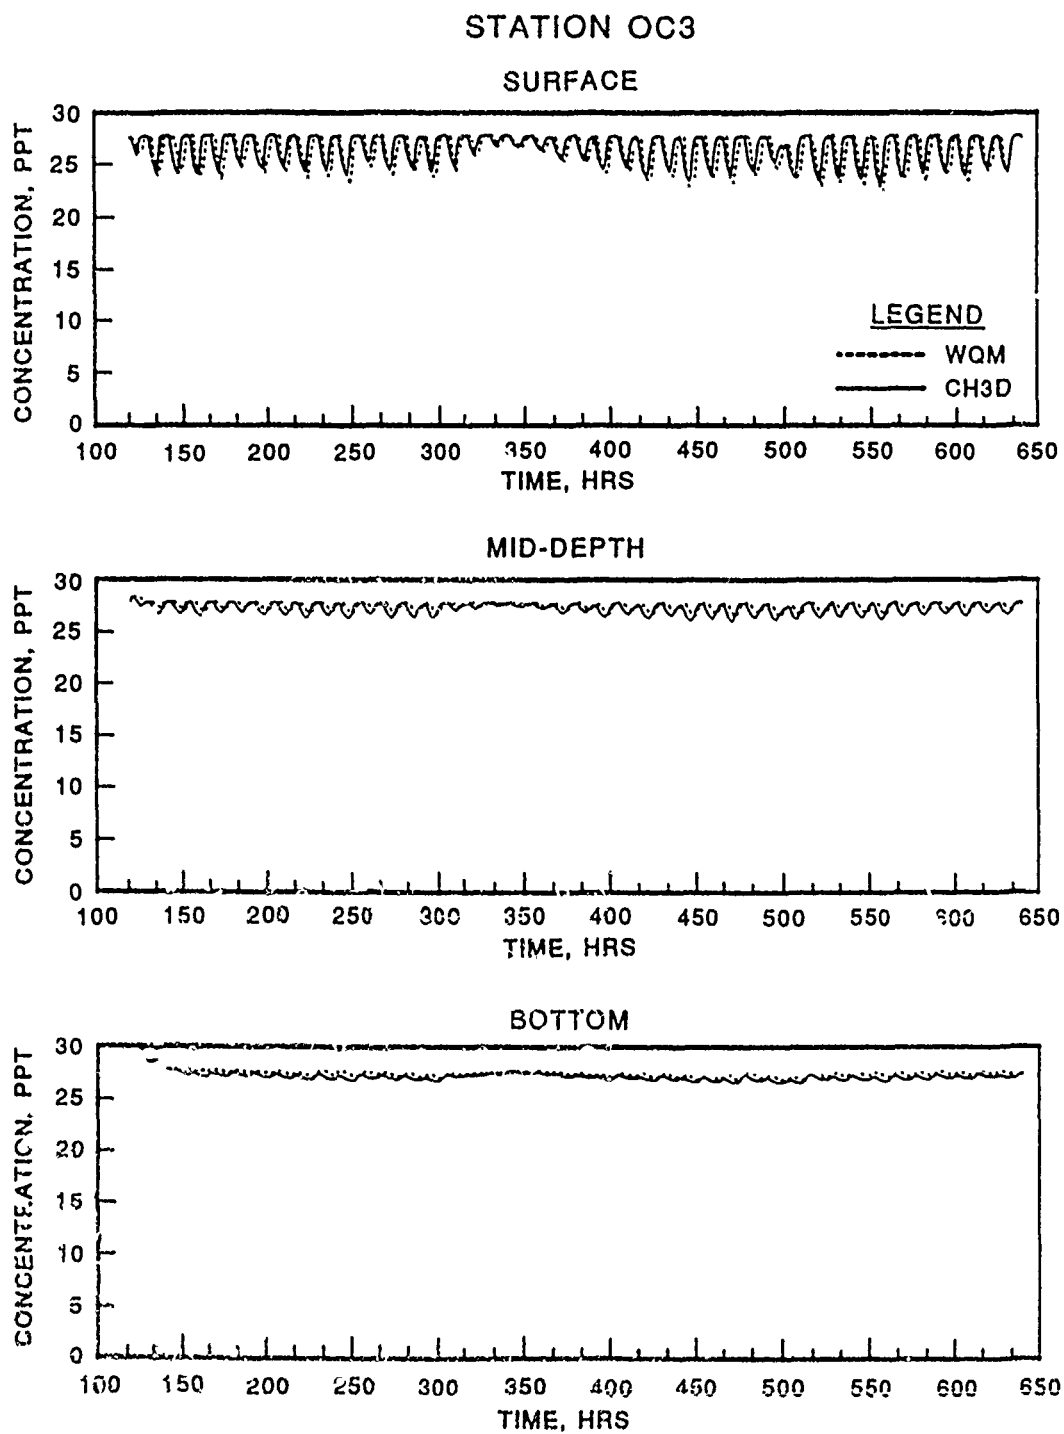 STATION OC3
SURFACE
CONCENTRATION, PPT
30
25
20
15
10
5
0
100 150 200 250 300 350 400 450 500 550 600 650
TIME, HRS
LEGEND
WQM
CH3D
MID-DEPTH
CONCENTRATION, PPT
30
25
20
15
10
5
0
100 150 200 250 300 350 400 450 500 550 600 650
TIME, HRS
BOTTOM
CONCENTRATION, PPT
30
25
20
15
10
5
0
100 150 200 250 300 350 400 450 500 550 600 650
TIME, HRS